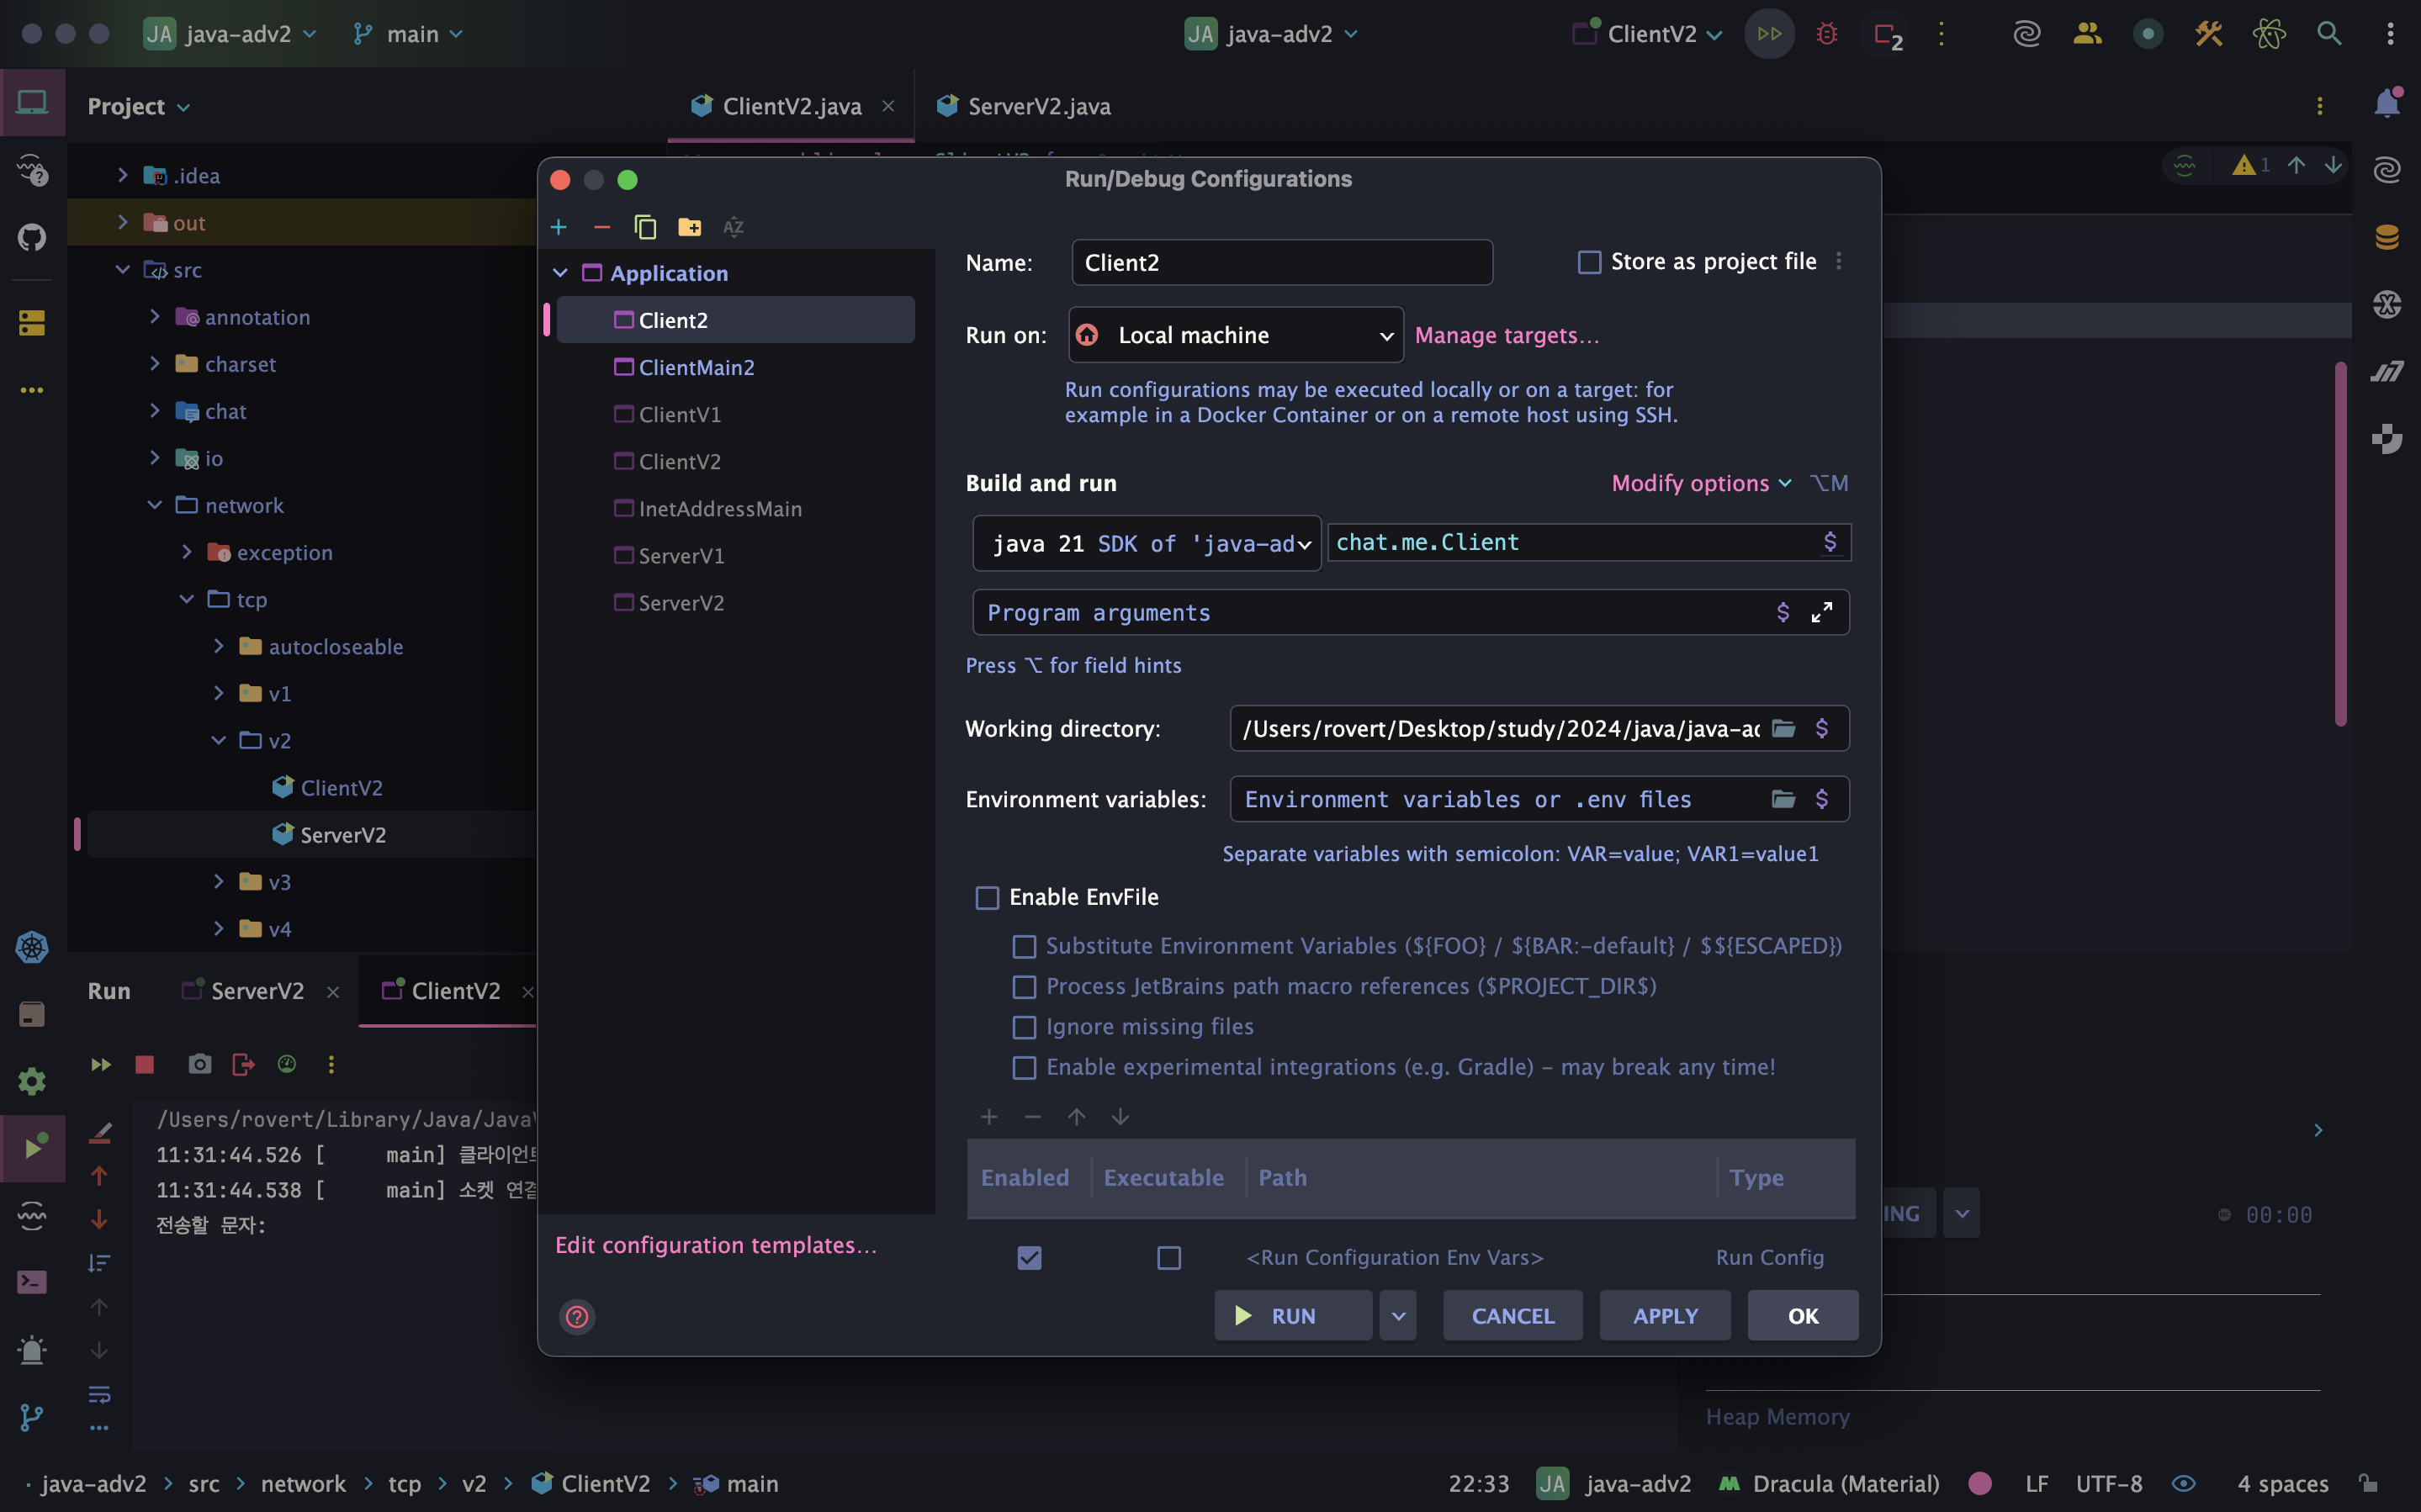 JA java-adv2
main
JA java-adv2
ClientV2
2
Project
ClientV2.java
ServerV2.java
1
.idea
out
src
annotation
charset
chat
io
network
exception
tcp
autocloseable
v1
v2
ClientV2
ServerV2
v3
v4
Run/Debug Configurations
Application
Client2
ClientMain2
ClientV1
ClientV2
InetAddressMain
ServerV1
ServerV2
Edit configuration templates...
Name: Client2
Store as project file
Run on: Local machine
Manage targets...
Run configurations may be executed locally or on a target: for
example in a Docker Container or on a remote host using SSH.
Build and run
Modify options ⌥M
java 21 SDK of 'java-ad
chat.me.Client
Program arguments
Press ⌥ for field hints
Working directory: /Users/rovert/Desktop/study/2024/java/java-ad
Environment variables: Environment variables or .env files
Separate variables with semicolon: VAR=value; VAR1=value1
Enable EnvFile
Substitute Environment Variables (${FOO} / ${BAR:-default} / $${ESCAPED})
Process JetBrains path macro references ($PROJECT_DIR$)
Ignore missing files
Enable experimental integrations (e.g. Gradle) - may break any time!
Enabled Executable Path Type
<Run Configuration Env Vars> Run Config
RUN
CANCEL
APPLY
OK
Run
ServerV2
ClientV2
/Users/rovert/Library/Java/Java
11:31:44.526 [     main] 클라이언트
11:31:44.538 [     main] 소켓 연결
전송할 문자:
ING
00:00
Heap Memory
java-adv2 > src > network > tcp > v2 > ClientV2 > main
22:33
JA java-adv2
Dracula (Material)
LF
UTF-8
4 spaces